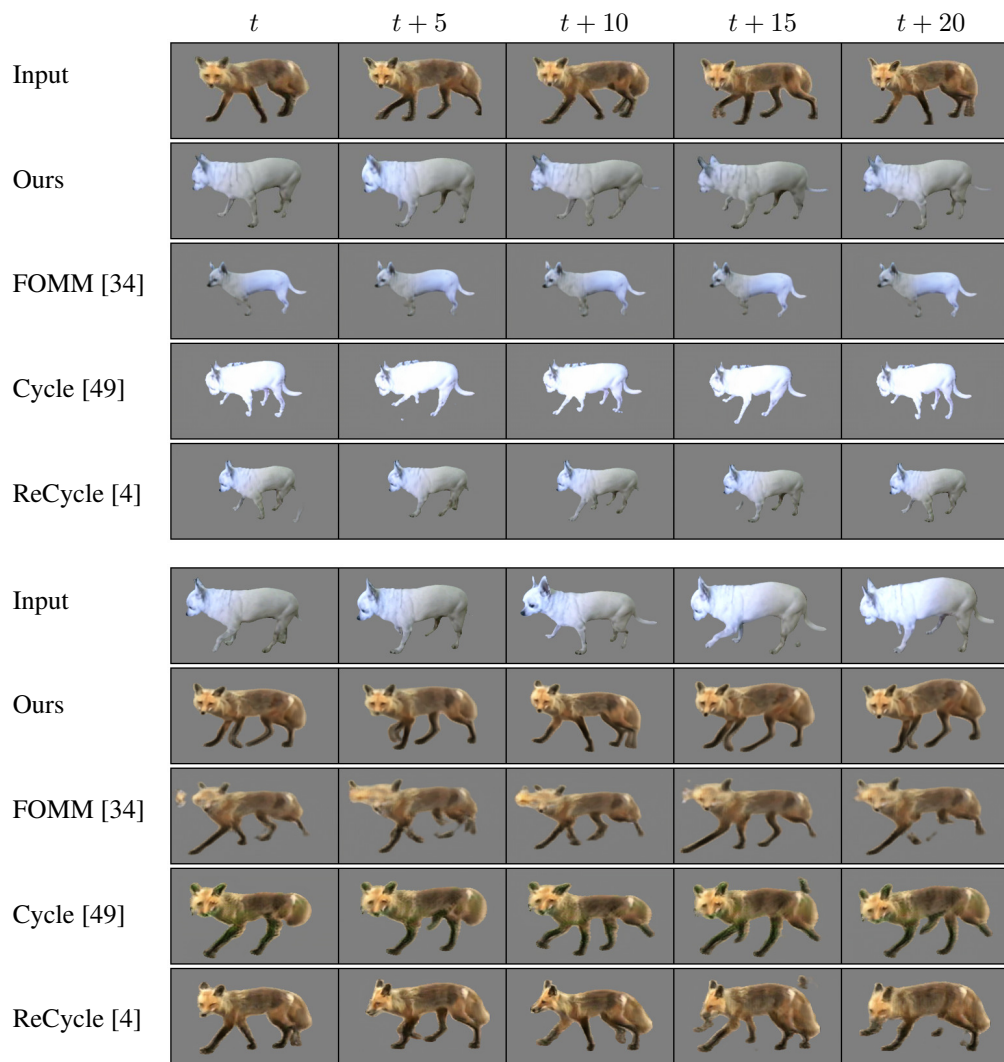 t t + 5 t + 10 t + 15 t + 20
Input
Ours
FOMM [34]
Cycle [49]
ReCycle [4]
Input
Ours
FOMM [34]
Cycle [49]
ReCycle [4]